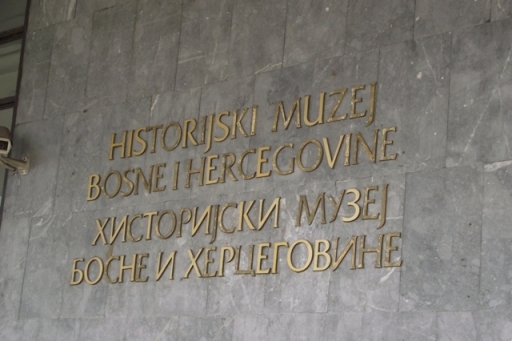 HISTORIJSKI MUZEJ
BOSNE I HERCEGOVINE
ХИСТОРИЈСКИ МУЗЕЈ
БОСНЕ И ХЕРЦЕГОВИНЕ